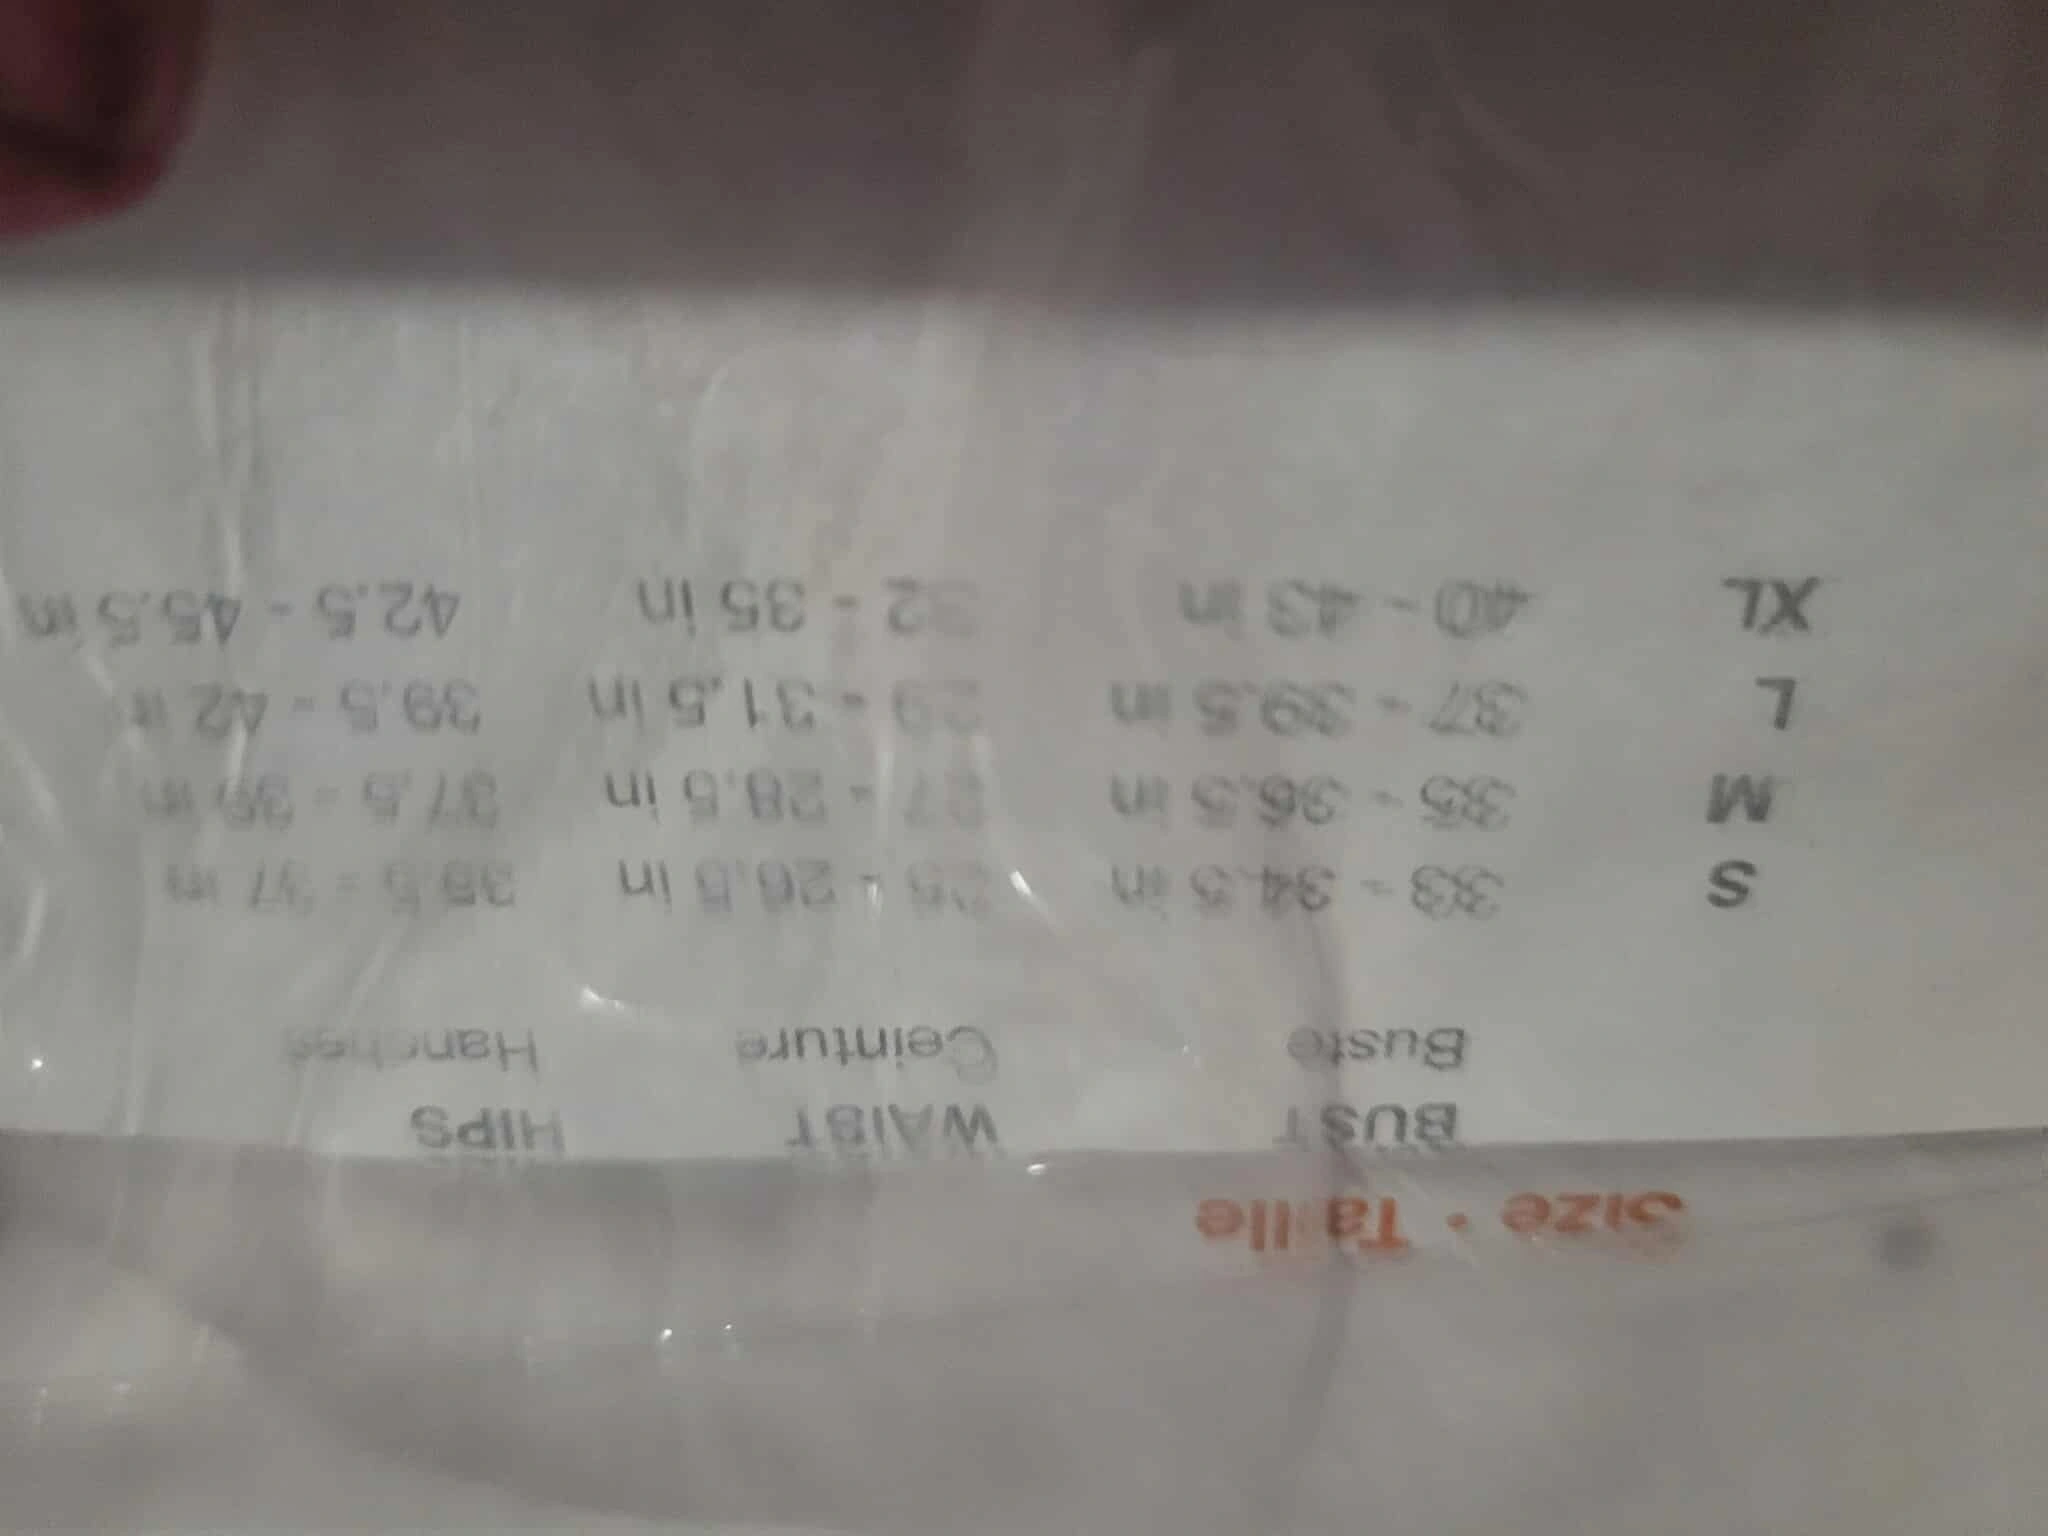 Size • Taille
BUST WAIST HIPS
Buste Ceinture Hanches
S 33 - 34.5 in 25 - 26.5 in 35.5 - 37 in
M 35 - 36.5 in 27 - 28.5 in 37.5 - 39 in
L 37 - 39.5 in 29 - 31.5 in 39.5 - 42 in
XL 40 - 43 in 32 - 35 in 42.5 - 45.5 in